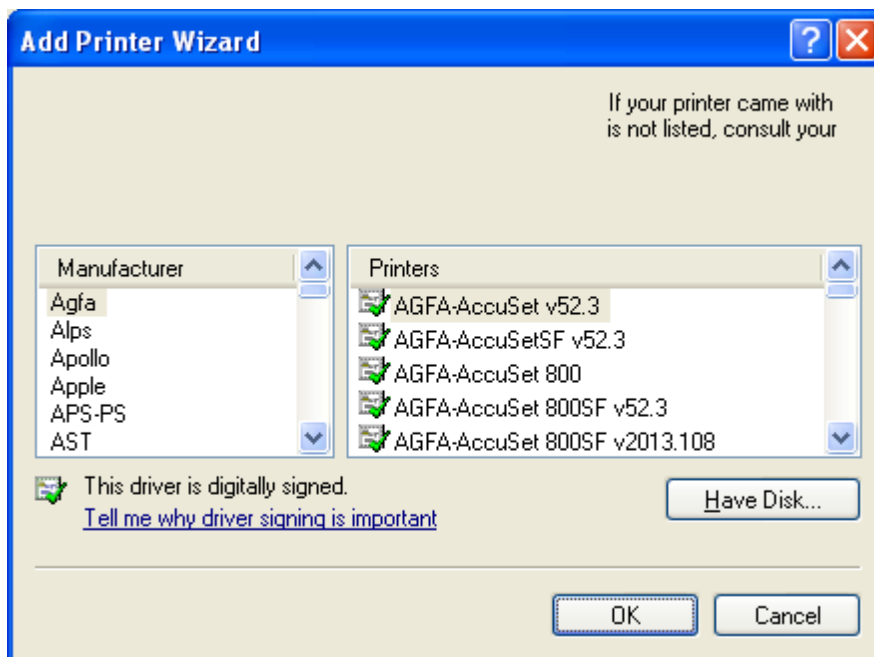 Add Printer Wizard
If your printer came with
is not listed, consult your
Manufacturer
Agfa
Alps
Apollo
Apple
APS-PS
AST
Printers
AGFA-AccuSet v52.3
AGFA-AccuSetSF v52.3
AGFA-AccuSet 800
AGFA-AccuSet 800SF v52.3
AGFA-AccuSet 800SF v2013.108
This driver is digitally signed.
Tell me why driver signing is important
Have Disk...
OK
Cancel